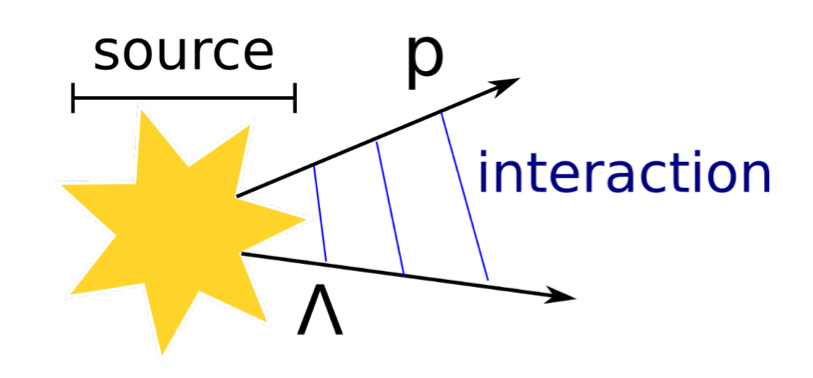 source
p
interaction
Λ